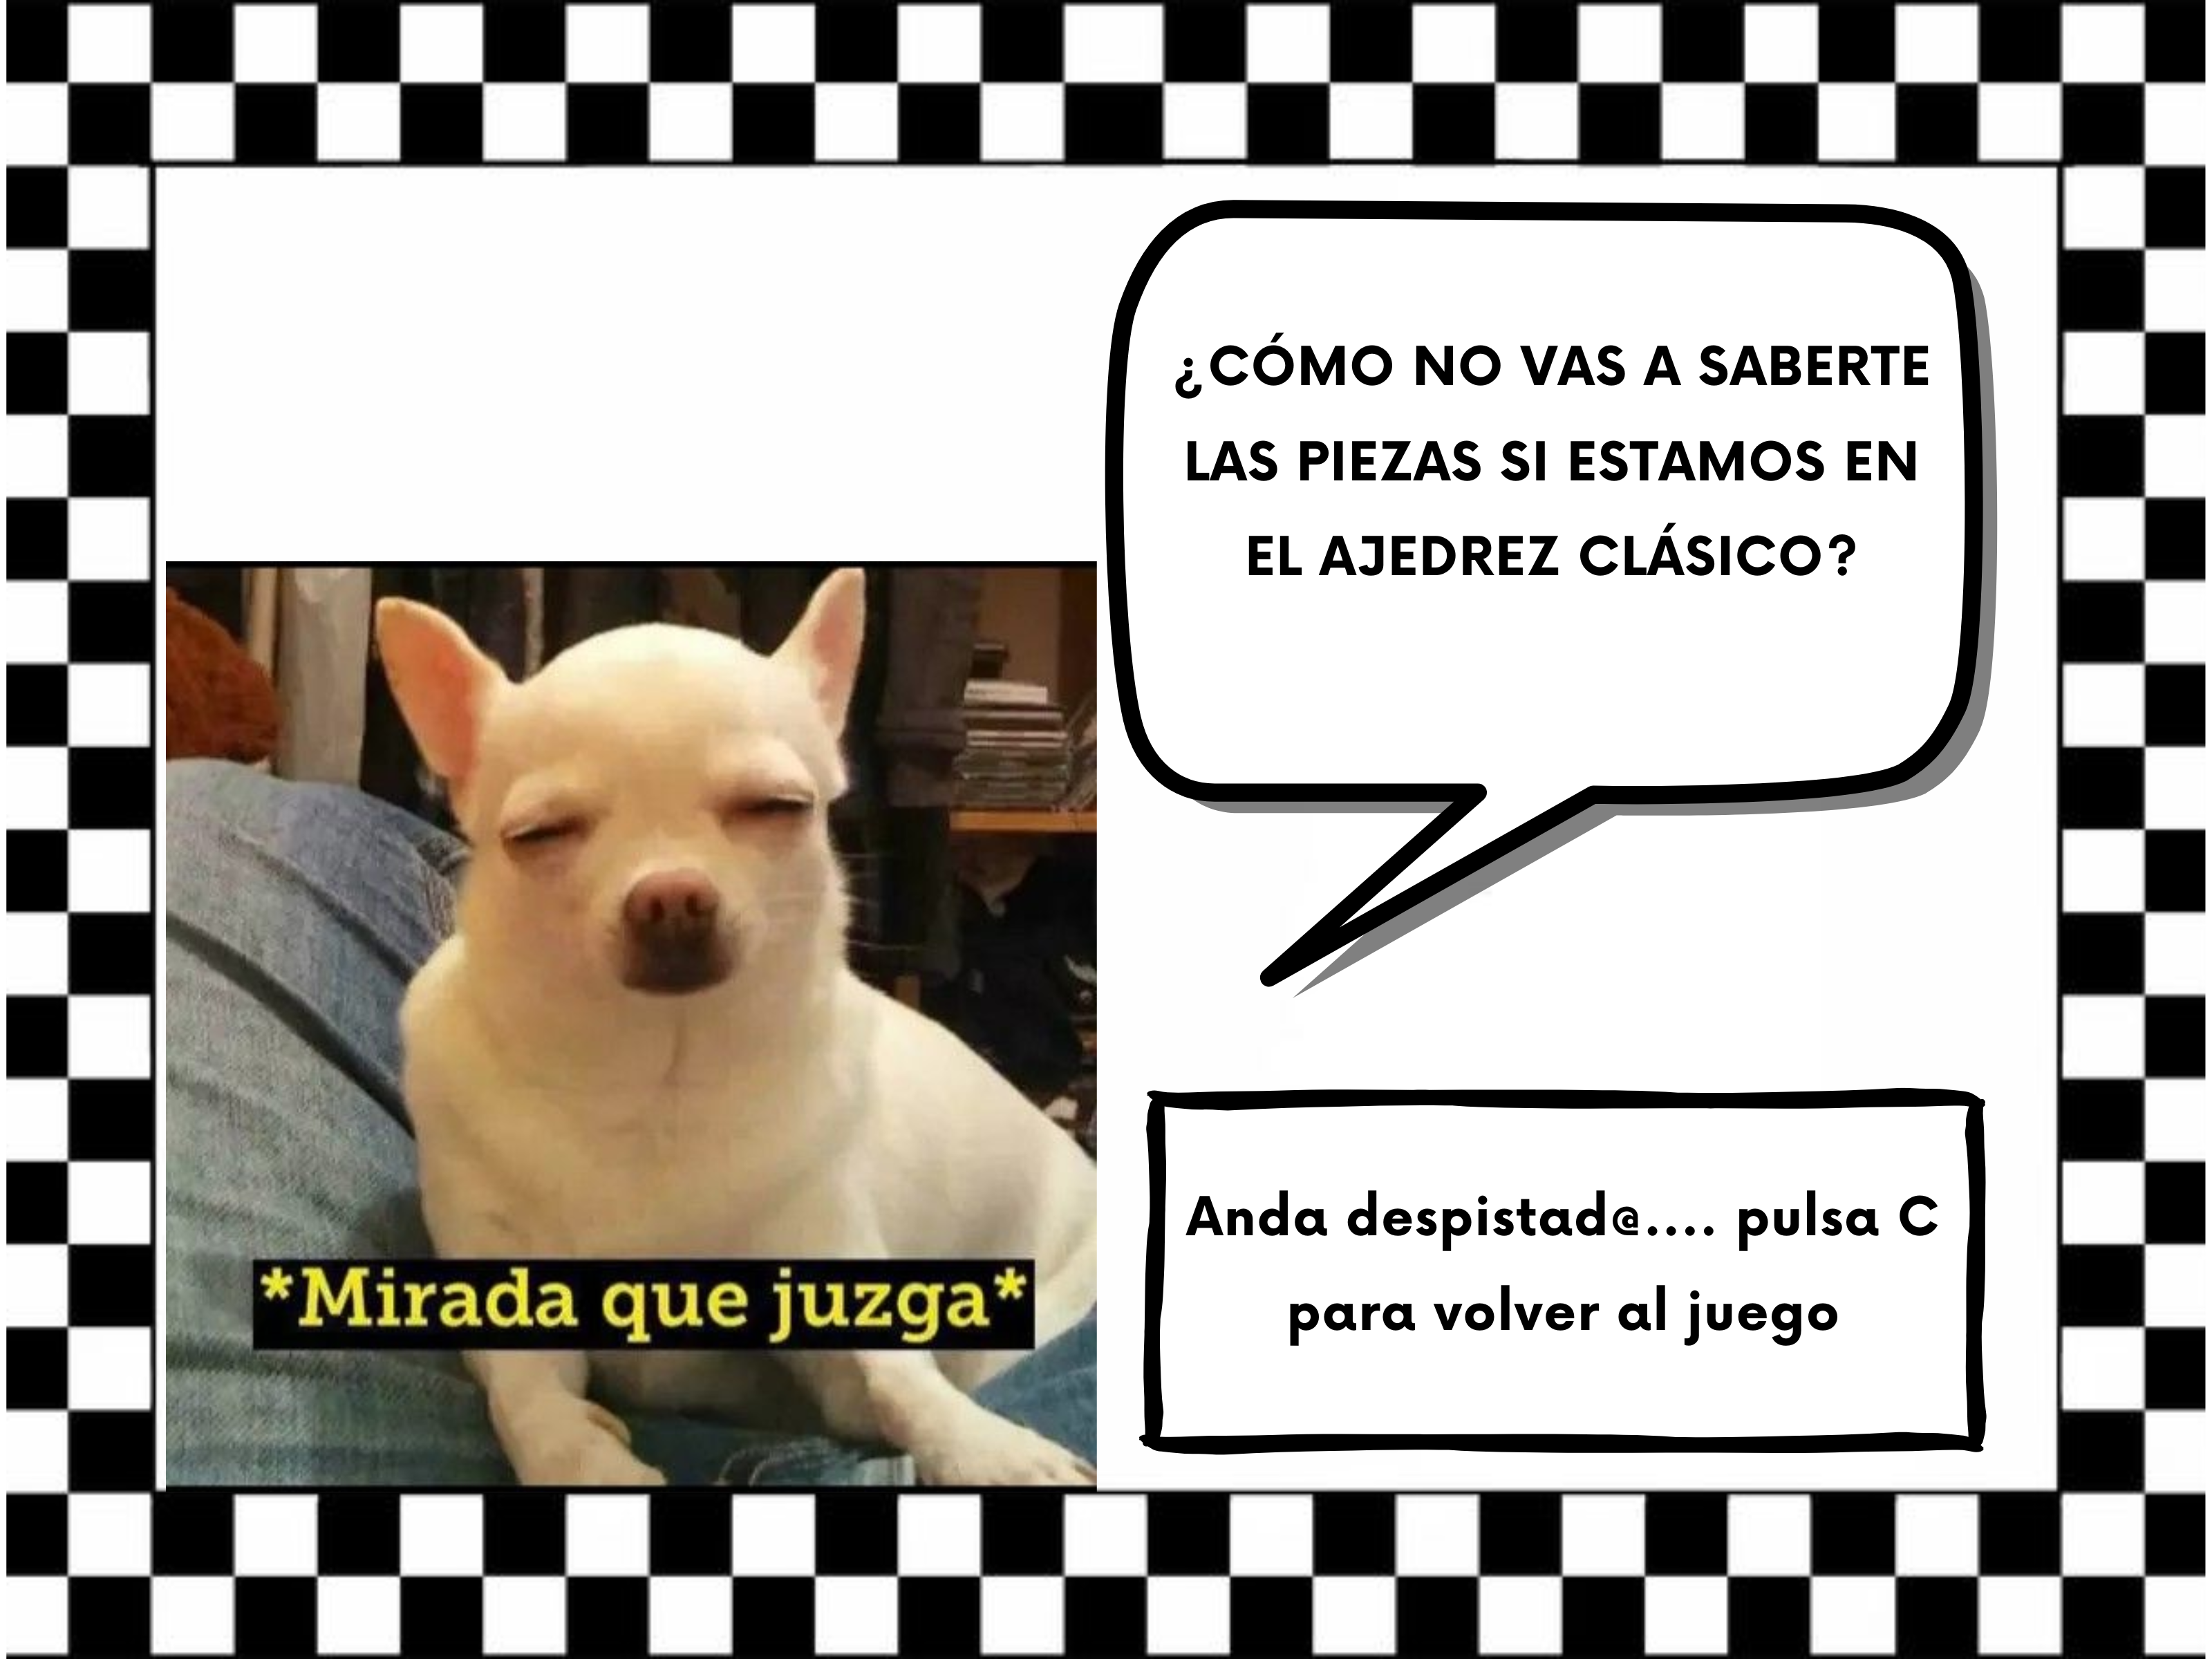 ¿CÓMO NO VAS A SABERTE
LAS PIEZAS SI ESTAMOS EN
EL AJEDREZ CLÁSICO?
*Mirada que juzga*
Anda despistad@.... pulsa C
para volver al juego